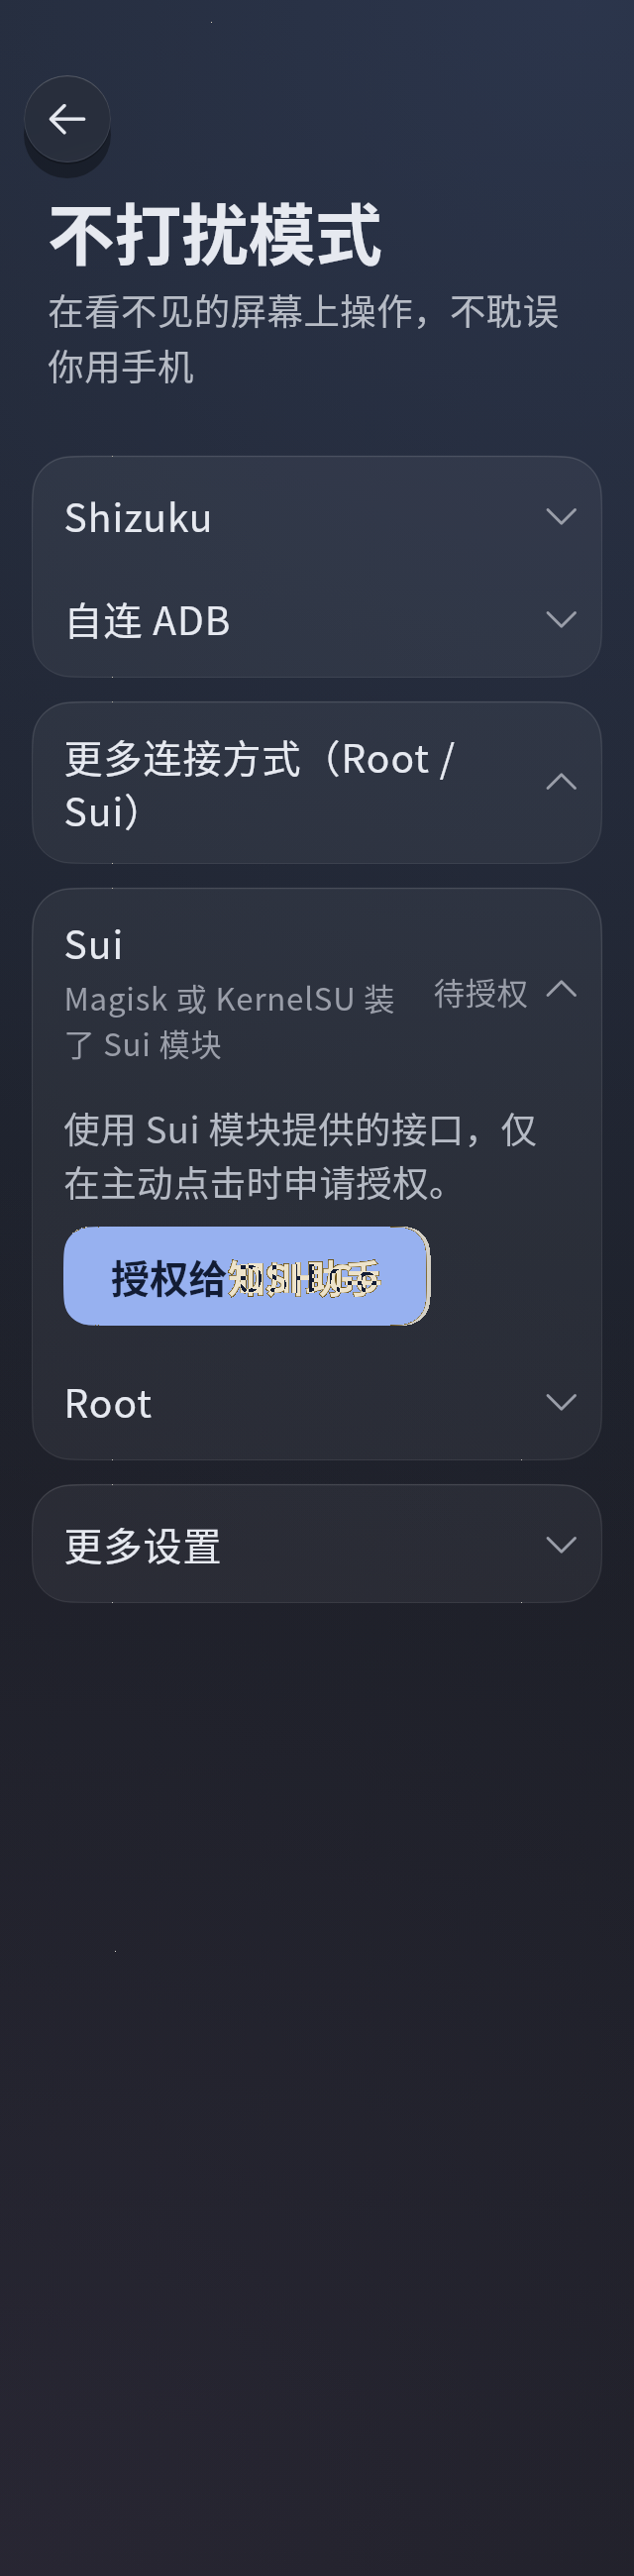 不打扰模式
在看不见的屏幕上操作，不耽误
你用手机
Shizuku
自连 ADB
更多连接方式（Root /
Sui）
Sui
Magisk 或 KernelSU 装
了 Sui 模块
待授权
使用 Sui 模块提供的接口，仅
在主动点击时申请授权。
授权给
Root
更多设置